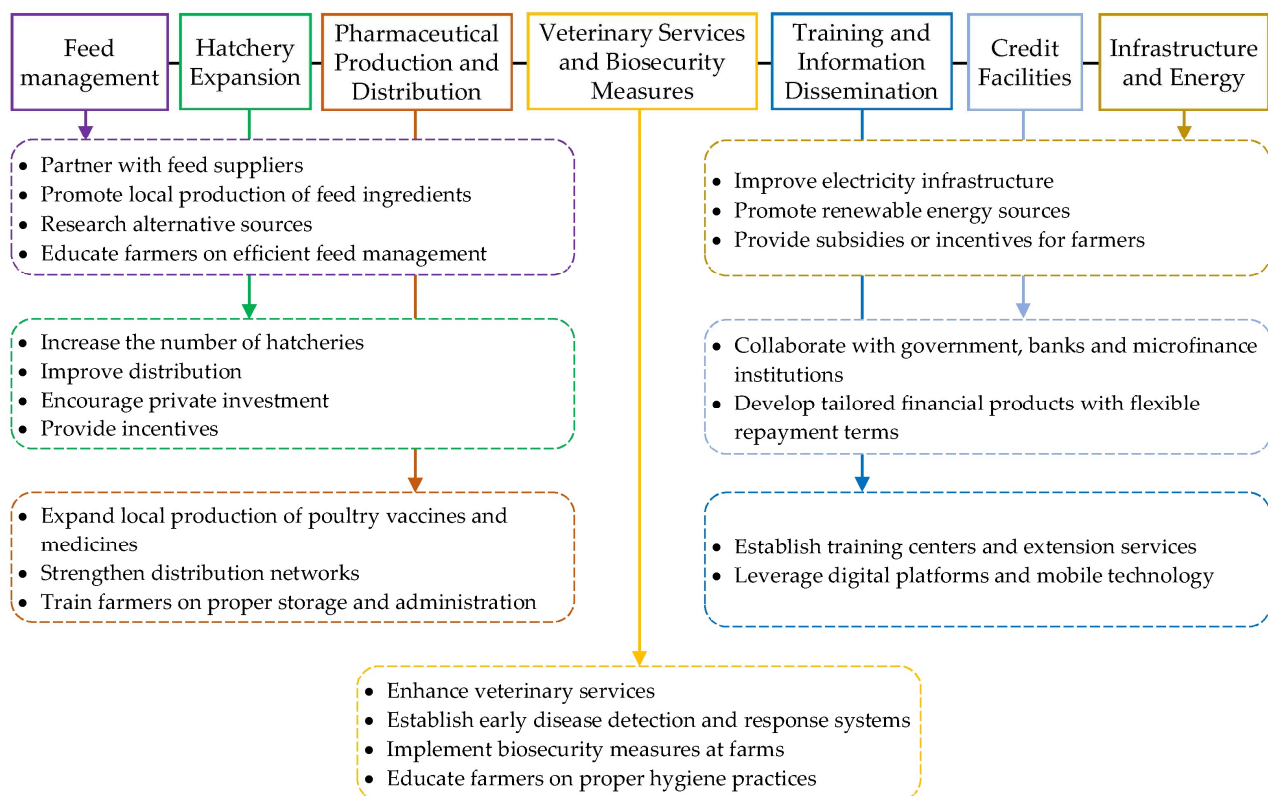 Feed
management
Hatchery
Expansion
Pharmaceutical
Production and
Distribution
Veterinary Services
and Biosecurity
Measures
Training and
Information
Dissemination
Credit
Facilities
Infrastructure
and Energy
• Partner with feed suppliers
• Promote local production of feed ingredients
• Research alternative sources
• Educate farmers on efficient feed management
• Improve electricity infrastructure
• Promote renewable energy sources
• Provide subsidies or incentives for farmers
• Increase the number of hatcheries
• Improve distribution
• Encourage private investment
• Provide incentives
• Collaborate with government, banks and microfinance
institutions
• Develop tailored financial products with flexible
repayment terms
• Expand local production of poultry vaccines and
medicines
• Strengthen distribution networks
• Train farmers on proper storage and administration
• Establish training centers and extension services
• Leverage digital platforms and mobile technology
• Enhance veterinary services
• Establish early disease detection and response systems
• Implement biosecurity measures at farms
• Educate farmers on proper hygiene practices